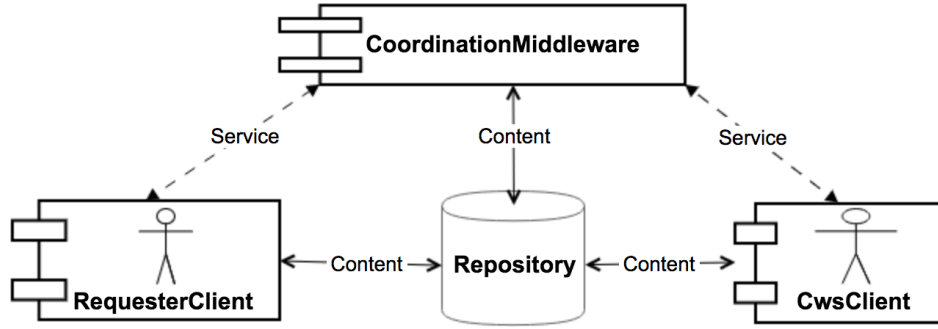 CoordinationMiddleware
Service
Content
Service
Content
Repository
Content
RequesterClient
CwsClient